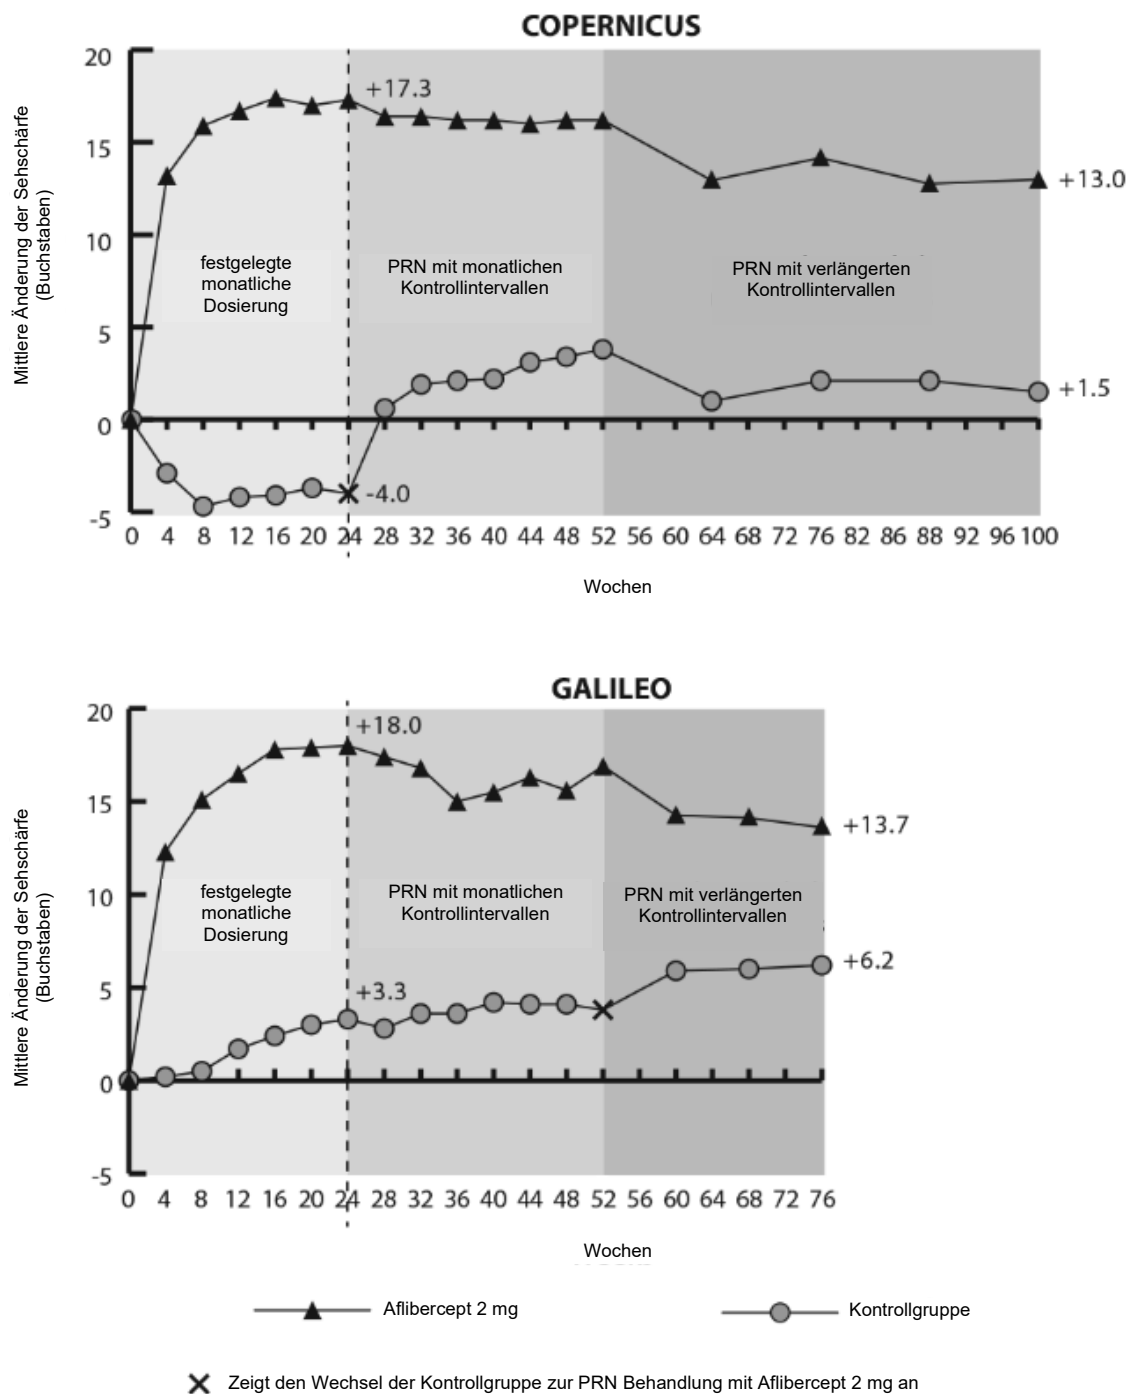 COPERNICUS
Mittlere Änderung der Sehschärfe
(Buchstaben)
20
15
10
5
0
-5
+17.3
-4.0
+13.0
+1.5
festgelegte
monatliche
Dosierung
PRN mit monatlichen
Kontrollintervallen
PRN mit verlängerten
Kontrollintervallen
0 4 8 12 16 20 24 28 32 36 40 44 48 52 56 60 64 68 72 76 82 86 88 92 96 100
Wochen
GALILEO
Mittlere Änderung der Sehschärfe
(Buchstaben)
20
15
10
5
0
-5
+18.0
+3.3
+13.7
+6.2
festgelegte
monatliche
Dosierung
PRN mit monatlichen
Kontrollintervallen
PRN mit verlängerten
Kontrollintervallen
0 4 8 12 16 20 24 28 32 36 40 44 48 52 60 64 68 72 76
Wochen
Aflibercept 2 mg
Kontrollgruppe
Zeigt den Wechsel der Kontrollgruppe zur PRN Behandlung mit Aflibercept 2 mg an